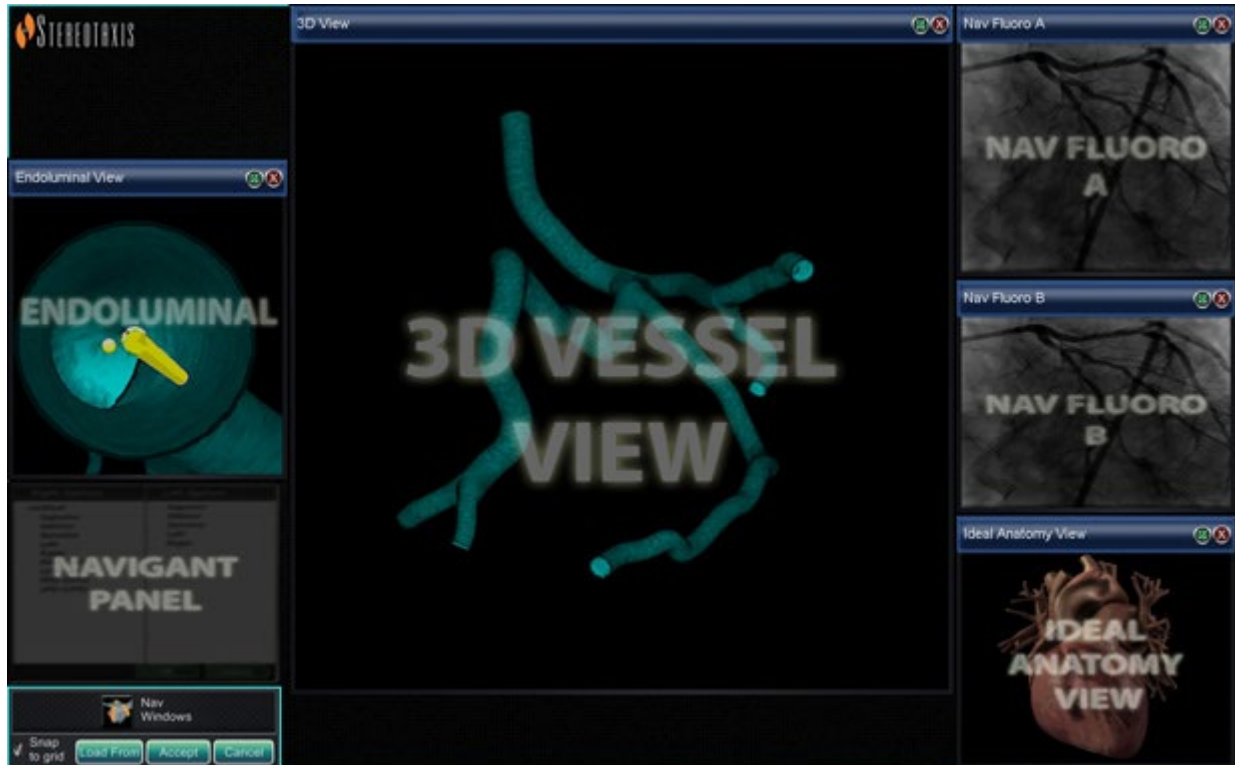 STEREOTAXIS
Endoluminal View
ENDOLUMINAL
NAVIGANT
PANEL
Nav
Windows
Snap
to grid
Load From
Accept
Cancel
3D View
3D VESSEL
VIEW
Nav Fluoro A
NAV FLUORO
A
Nav Fluoro B
NAV FLUORO
B
Ideal Anatomy View
IDEAL
ANATOMY
VIEW